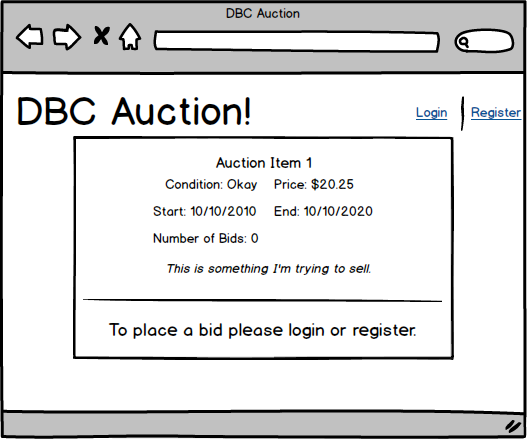 DBC Auction
DBC Auction!
Login Register
Auction Item 1
Condition: Okay Price: $20.25
Start: 10/10/2010 End: 10/10/2020
Number of Bids: 0
This is something I'm trying to sell.
To place a bid please login or register.